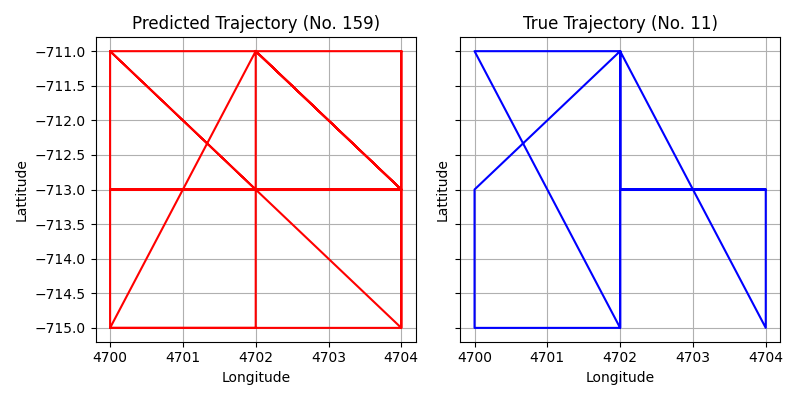 Predicted Trajectory (No. 159)
True Trajectory (No. 11)
Lattitude
−711.0
−711.5
−712.0
−712.5
−713.0
−713.5
−714.0
−714.5
−715.0
4700 4701 4702 4703 4704
Longitude
Lattitude
4700 4701 4702 4703 4704
Longitude